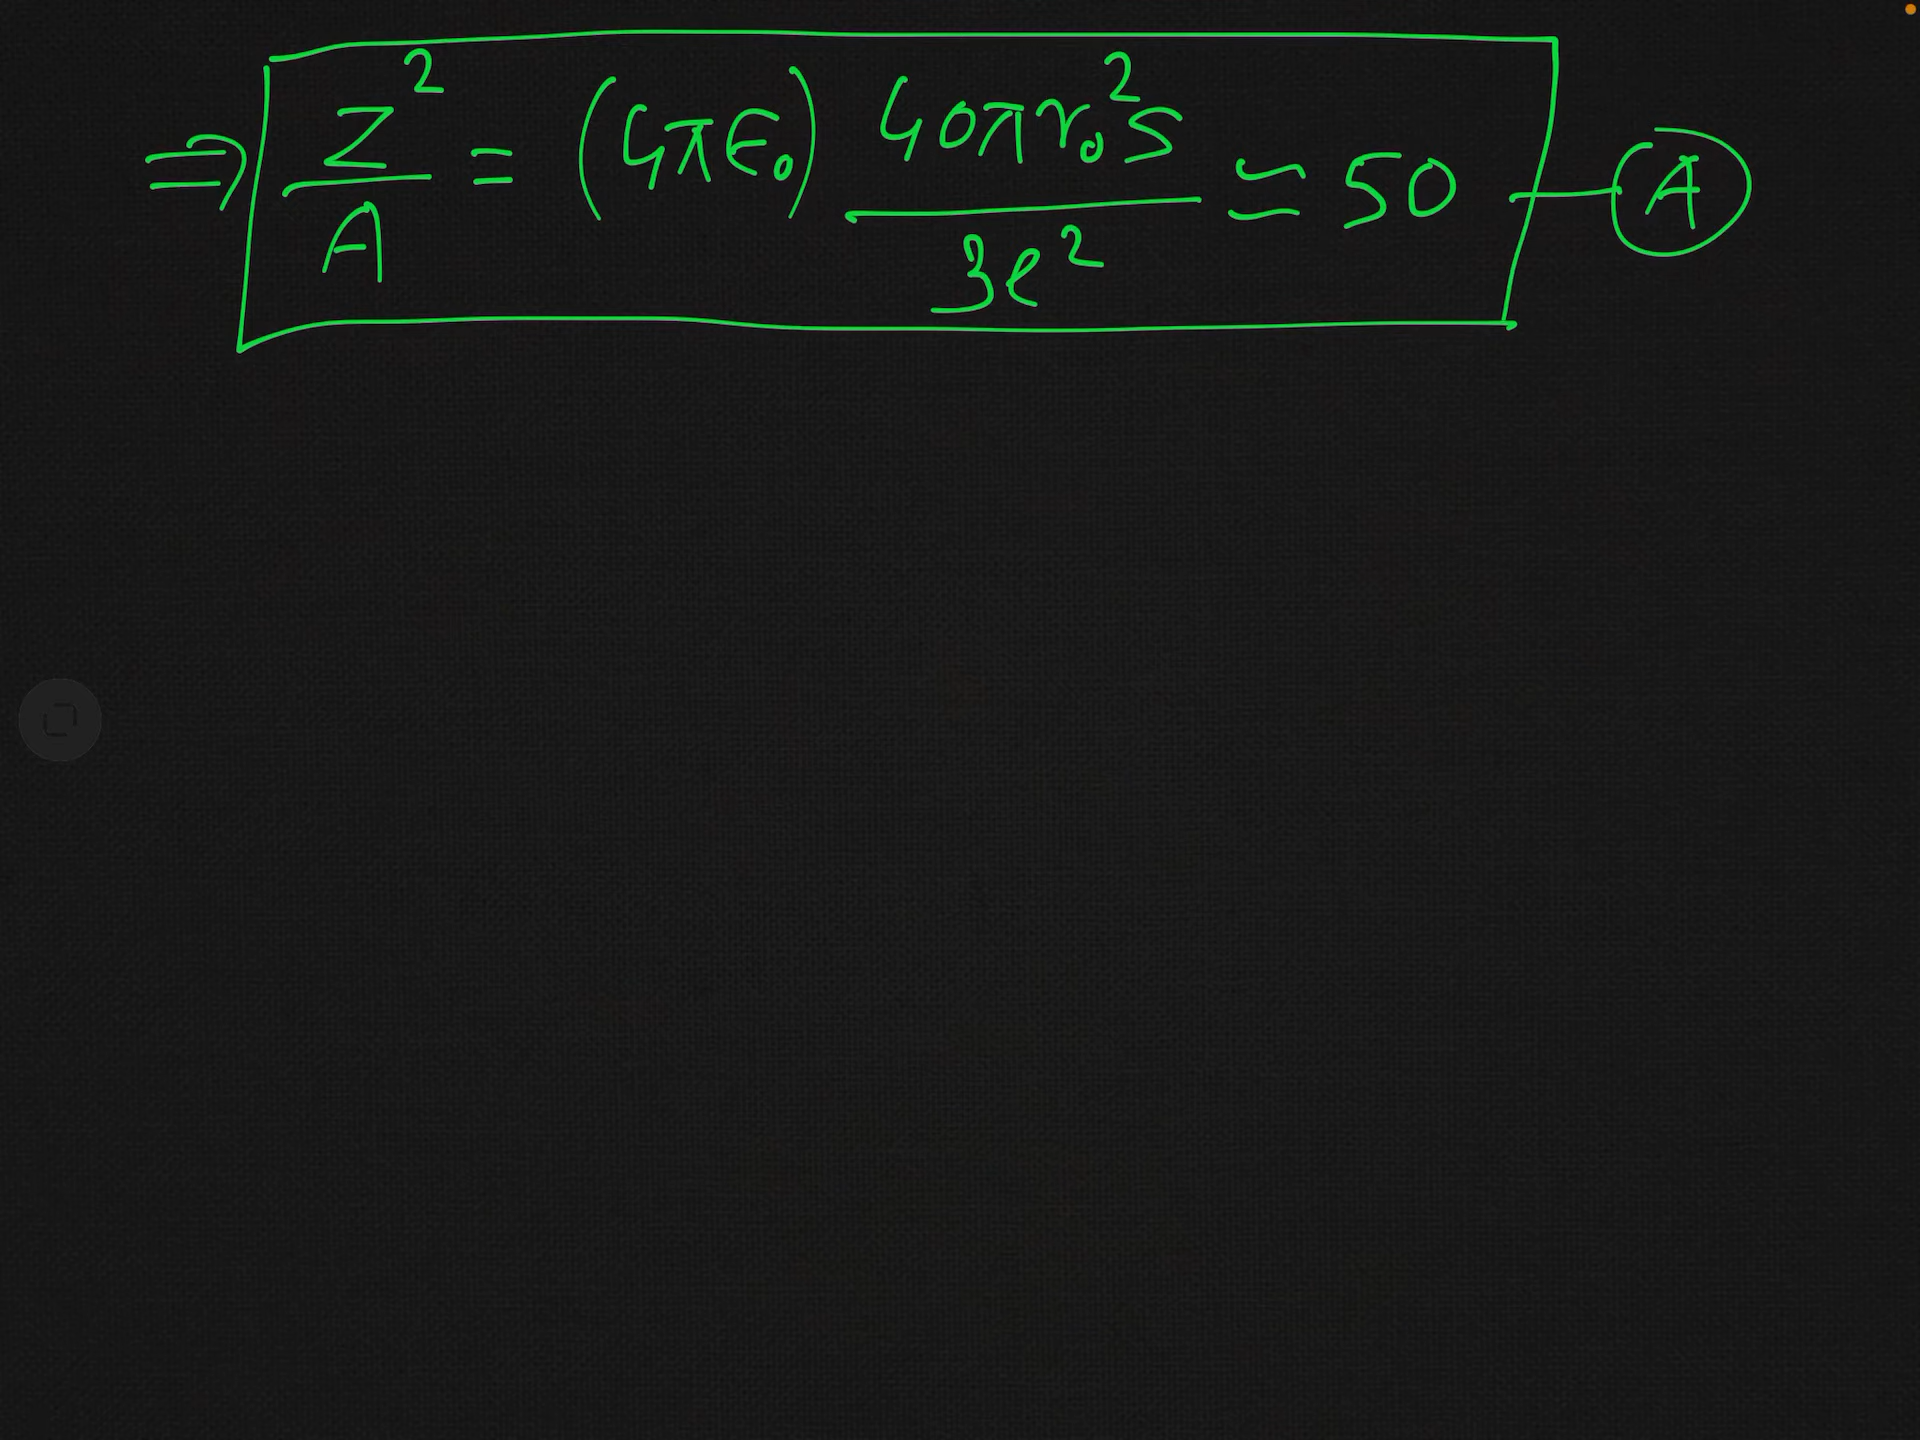 ⇒ Z²/A = (4πϵ₀) 40πr₀²S/3e² ≃ 50 — Ⓐ